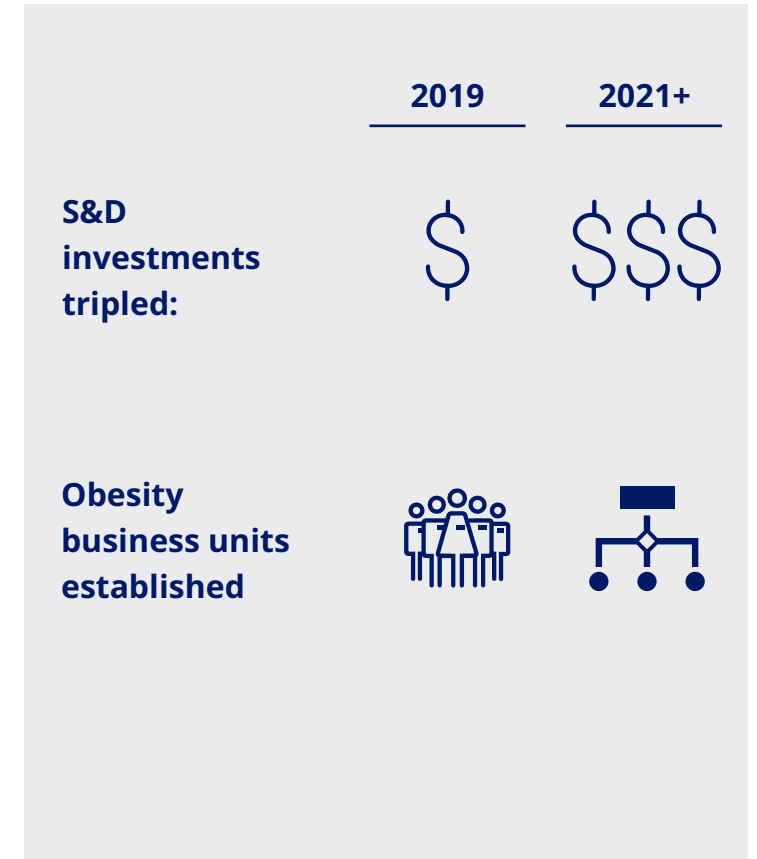 2019 2021+
S&D
investments
tripled:
$ $$$
Obesity
business units
established